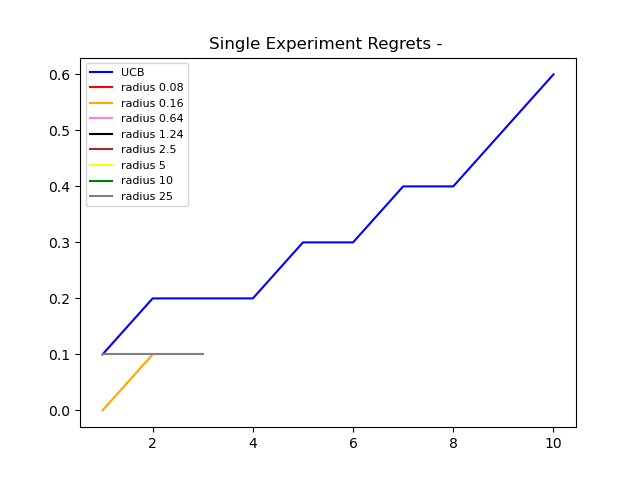 Single Experiment Regrets -
UCB
radius 0.08
radius 0.16
radius 0.64
radius 1.24
radius 2.5
radius 5
radius 10
radius 25
0.6
0.5
0.4
0.3
0.2
0.1
0.0
2 4 6 8 10